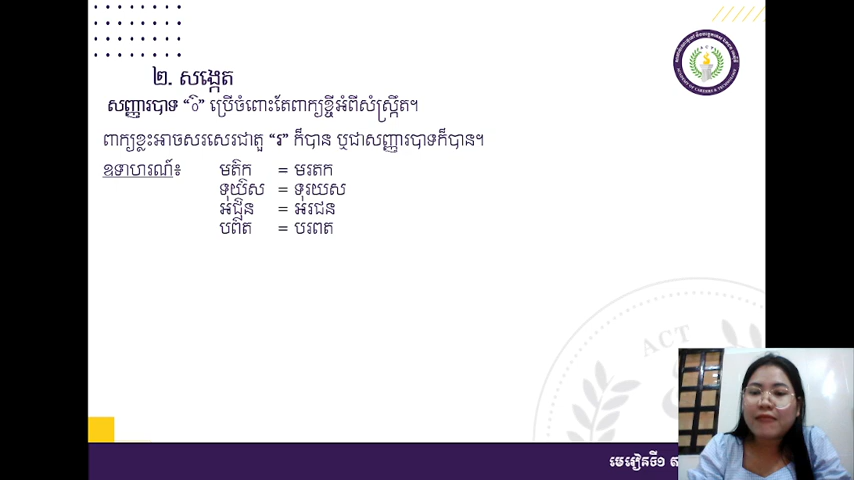 ២. សង្កេត
សញ្ញារបាទ “៌” ប្រើចំពោះតែពាក្យខ្ចីអំពីសំស្ក្រឹត។
ពាក្យខ្លះអាចសរសេរជាតួ “រ” ក៏បាន ឬជាសញ្ញារបាទក៏បាន។
ឧទាហរណ៍៖ មត៌ក = មរតក
ទុយ៌ស = ទុរយស
អំជ៌ុន = អំរជន
បព៌ត = បរពត
ACT
មេរៀនទី១